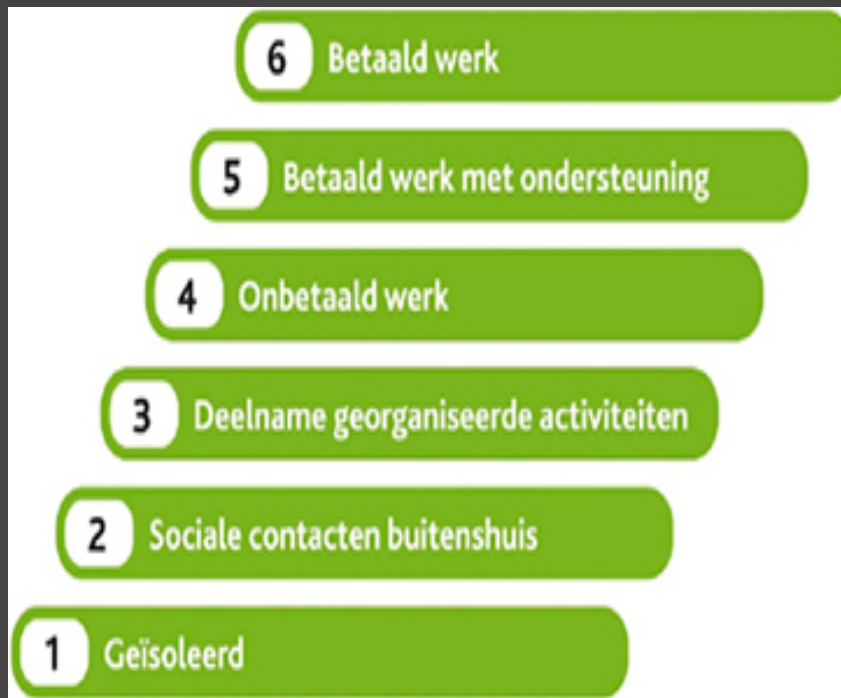 6 Betaald werk
5 Betaald werk met ondersteuning
4 Onbetaald werk
3 Deelname georganiseerde activiteiten
2 Sociale contacten buitenshuis
1 Geïsoleerd